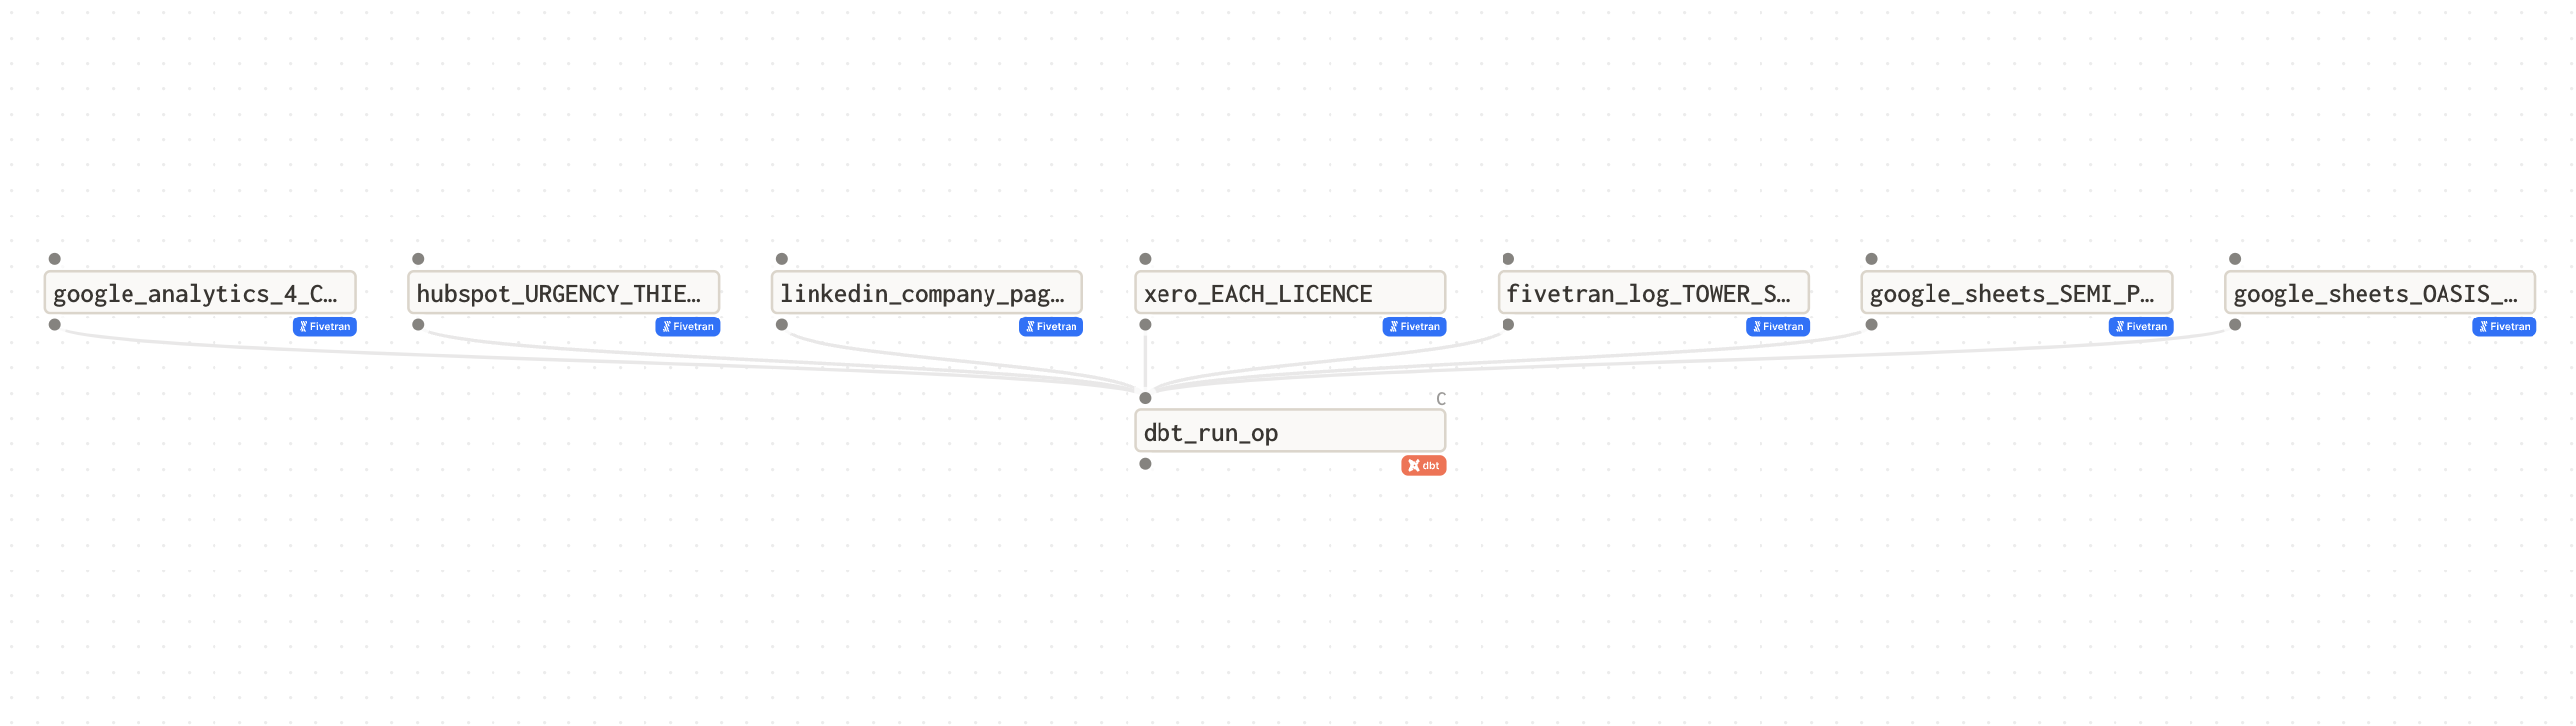 google_analytics_4_C…
hubspot_URGENCY_THIE…
linkedin_company_pag…
xero_EACH_LICENCE
fivetran_log_TOWER_S…
google_sheets_SEMI_P…
google_sheets_OASIS_…
Fivetran
Fivetran
Fivetran
Fivetran
Fivetran
Fivetran
Fivetran
C
dbt_run_op
dbt